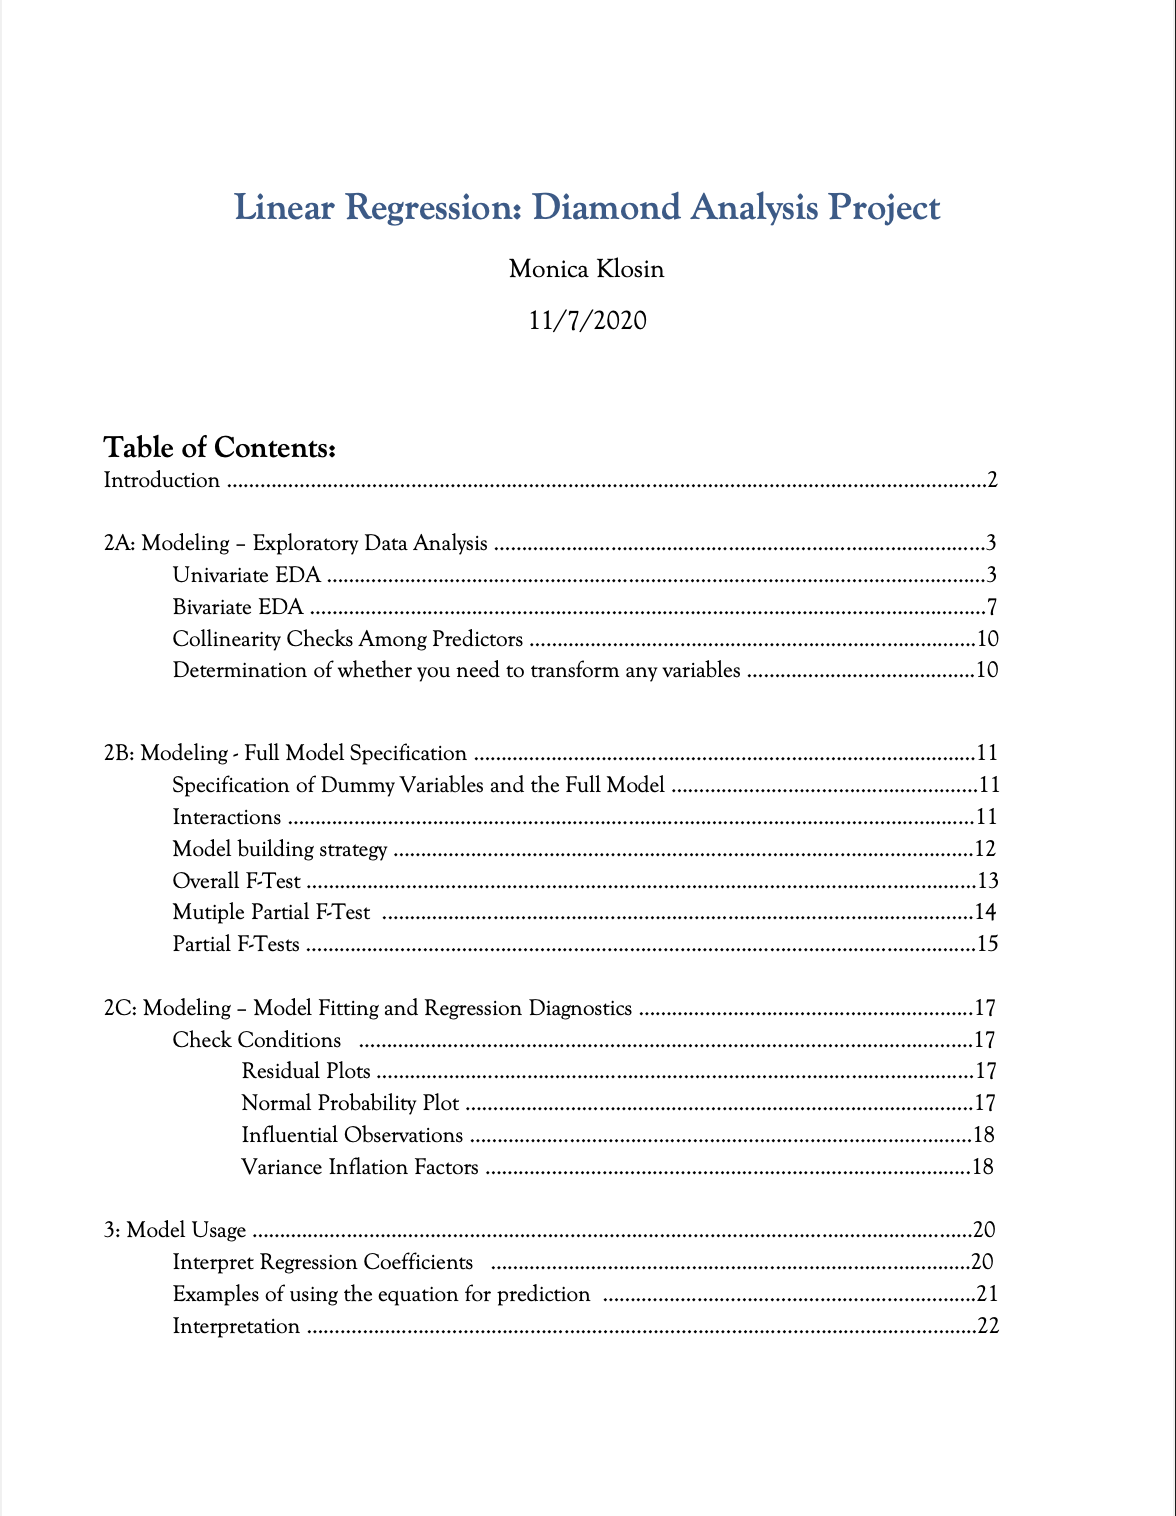 Linear Regression: Diamond Analysis Project
Monica Klosin
11/7/2020
Table of Contents:
Introduction ..........................................................................................................................................2
2A: Modeling – Exploratory Data Analysis ..........................................................................................3
Univariate EDA ......................................................................................................................3
Bivariate EDA .........................................................................................................................7
Collinearity Checks Among Predictors .................................................................................10
Determination of whether you need to transform any variables .........................................10
2B: Modeling - Full Model Specification ............................................................................................11
Specification of Dummy Variables and the Full Model .......................................................11
Interactions ...........................................................................................................................11
Model building strategy ........................................................................................................12
Overall F-Test ........................................................................................................................13
Mutiple Partial F-Test ...........................................................................................................14
Partial F-Tests ........................................................................................................................15
2C: Modeling – Model Fitting and Regression Diagnostics .............................................................17
Check Conditions ................................................................................................................17
Residual Plots ...........................................................................................................17
Normal Probability Plot ...........................................................................................17
Influential Observations ..........................................................................................18
Variance Inflation Factors .......................................................................................18
3: Model Usage ...................................................................................................................................20
Interpret Regression Coefficients .........................................................................................20
Examples of using the equation for prediction ....................................................................21
Interpretation ........................................................................................................................22